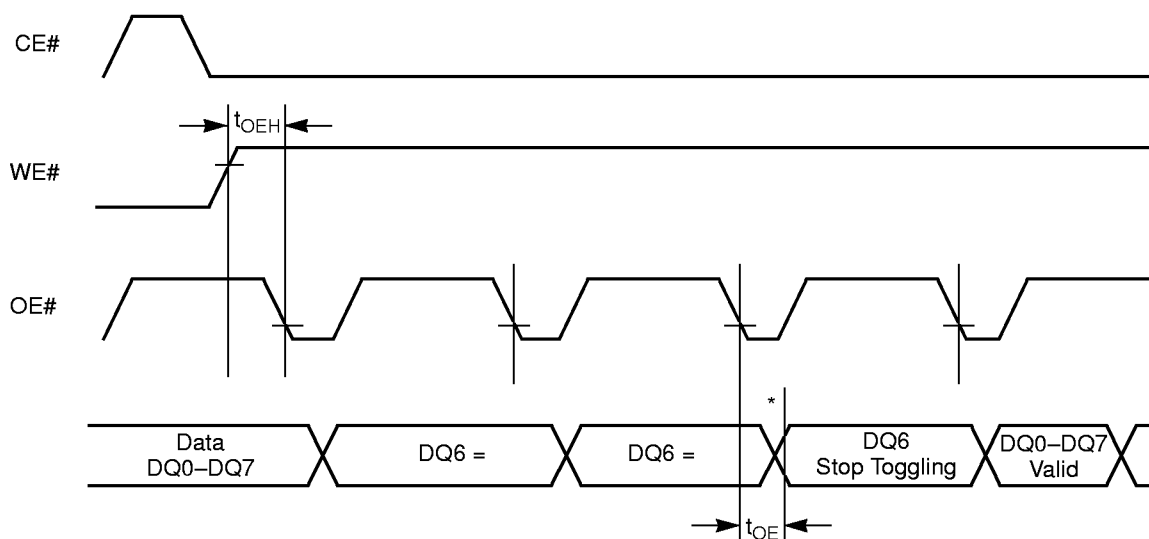 CE#
tOEH
WE#
OE#
*
Data
DQ0–DQ7
DQ6 =
DQ6 =
DQ6
Stop Toggling
DQ0–DQ7
Valid
tOE